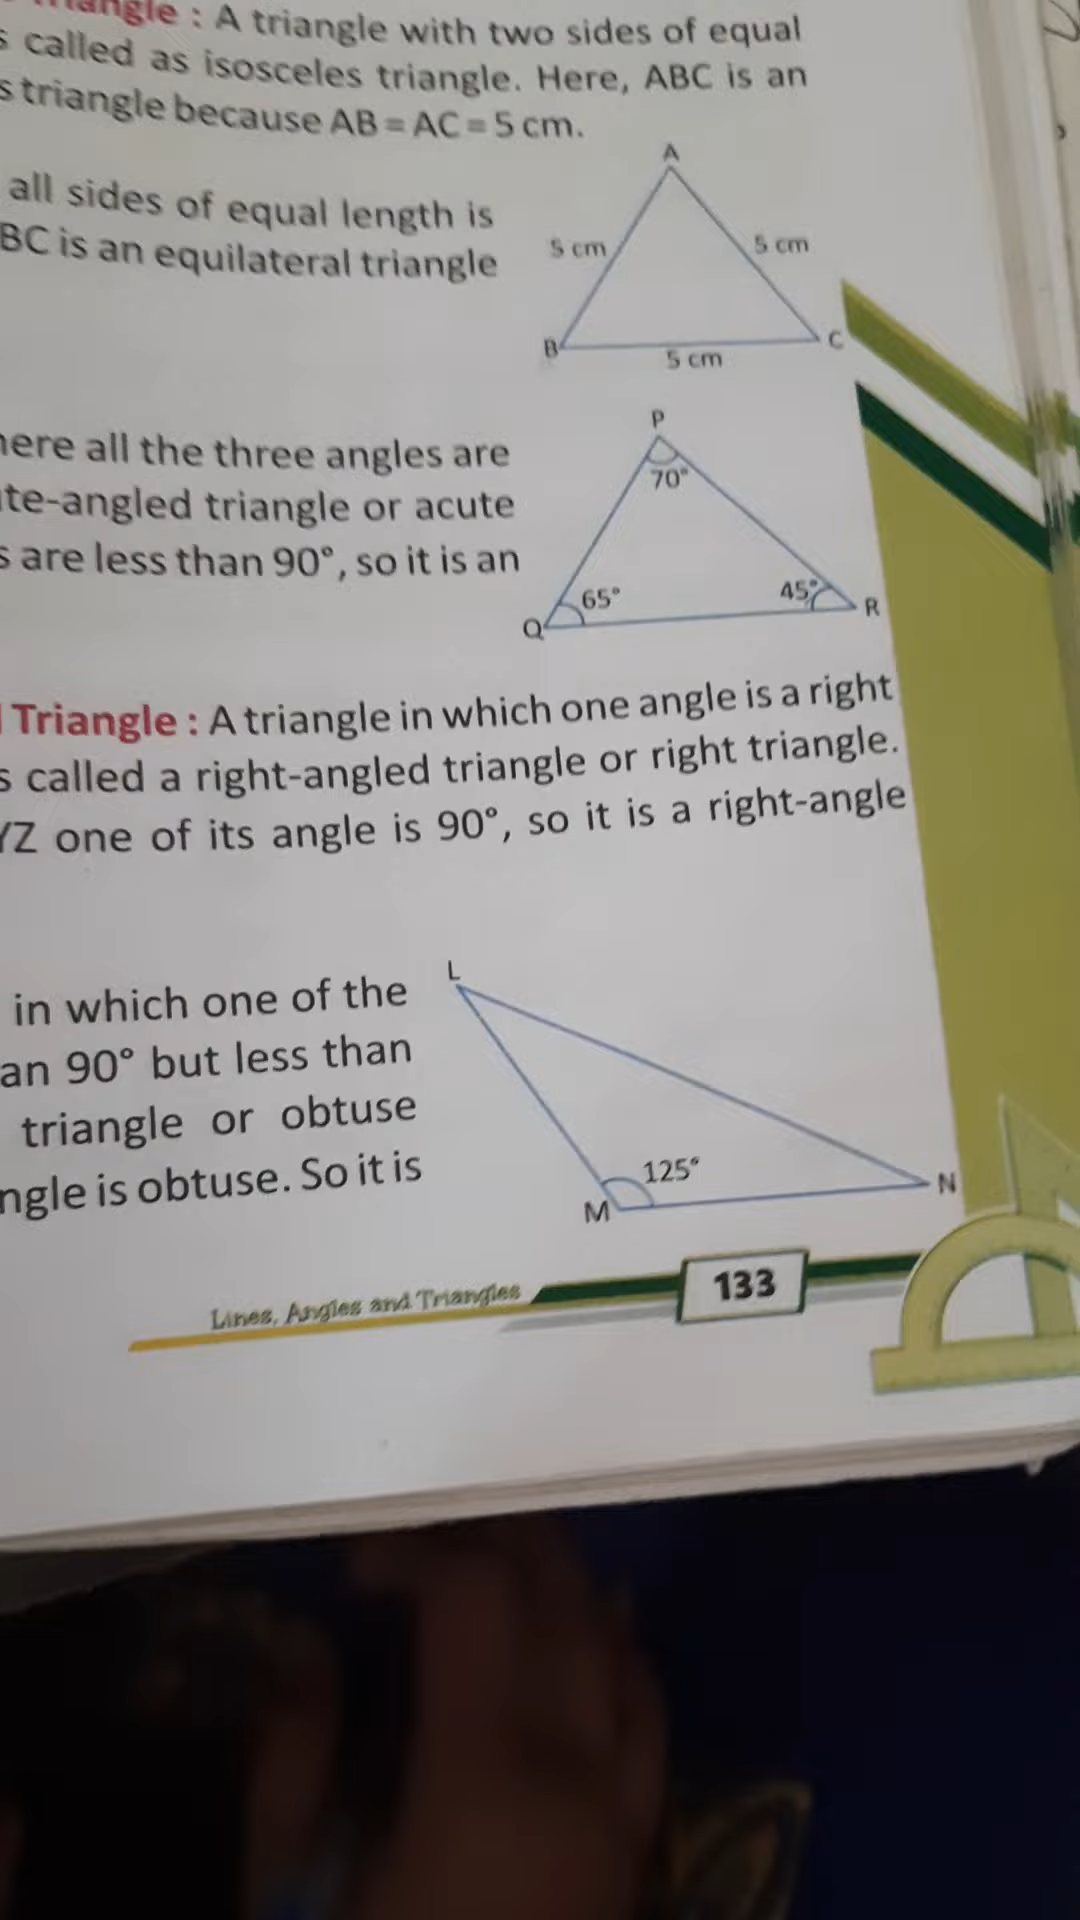 : A triangle with two sides of equal
called as isosceles triangle. Here, ABC is an
triangle because AB = AC = 5 cm.
A
all sides of equal length is
BC is an equilateral triangle
5 cm
5 cm
B
C
5 cm
P
all the three angles are
70°
-angled triangle or acute
are less than 90°, so it is an
65°
45°
Q
R
Triangle : A triangle in which one angle is a right
called a right-angled triangle or right triangle.
YZ one of its angle is 90°, so it is a right-angle
L
in which one of the
90° but less than
triangle or obtuse
is obtuse. So it is
125°
M
N
Lines, Angles and Triangles
133